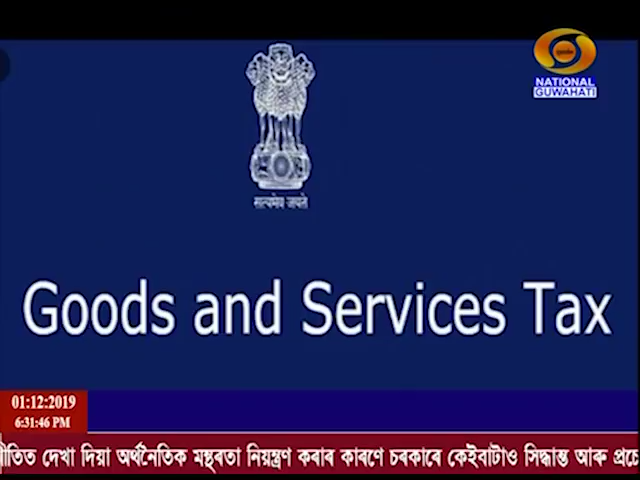 NATIONAL
GUWAHATI
सत्यमेव जयते
Goods and Services Tax
01:12:2019
6:31:46 PM
দেখা দিয়া অৰ্থনৈতিক মন্থৰতা নিয়ন্ত্ৰণ কৰাৰ কাৰণে চৰকাৰে কেইবাটাও সিদ্ধান্ত আৰু